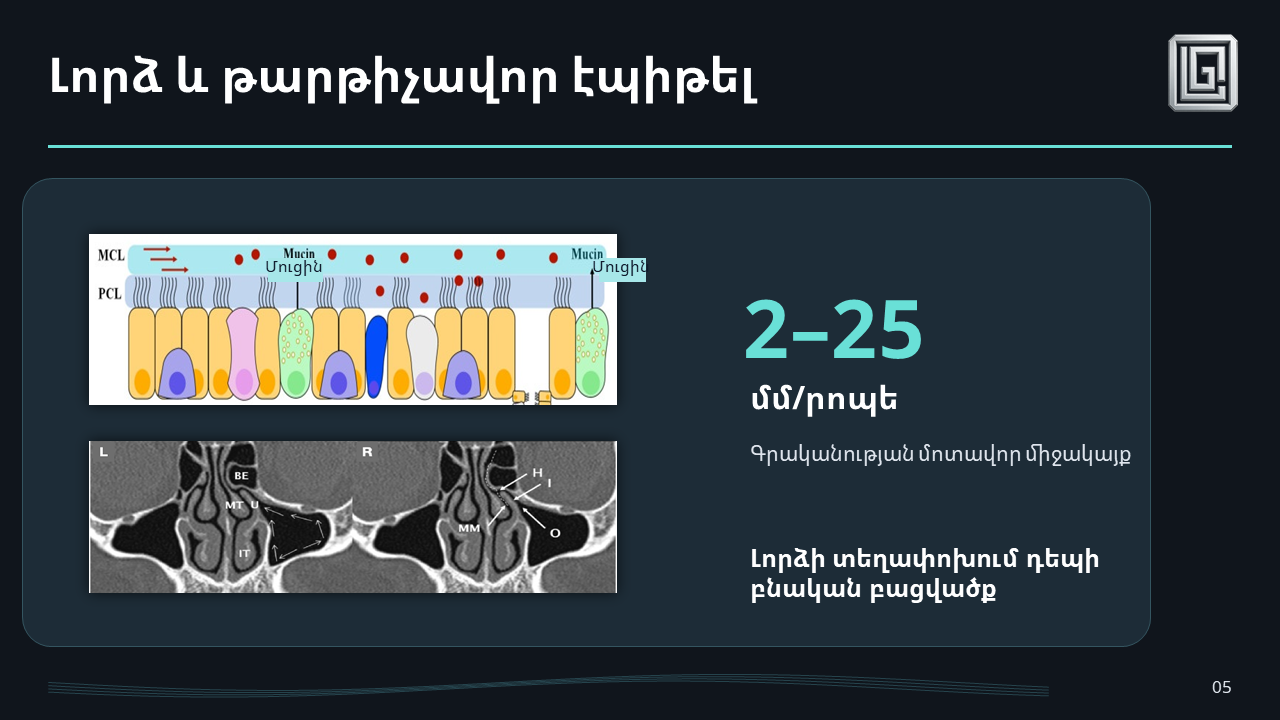 Լորձ և թարթիչավոր էպիթել
MCL
Mucin
Mucin
Մուցին
Մուցին
PCL
2–25
մմ/րոպե
Գրականության մոտավոր միջակայք
L
BE
MT U
IT
R
H
I
MM
O
Լորձի տեղափոխում դեպի
բնական բացվածք
05